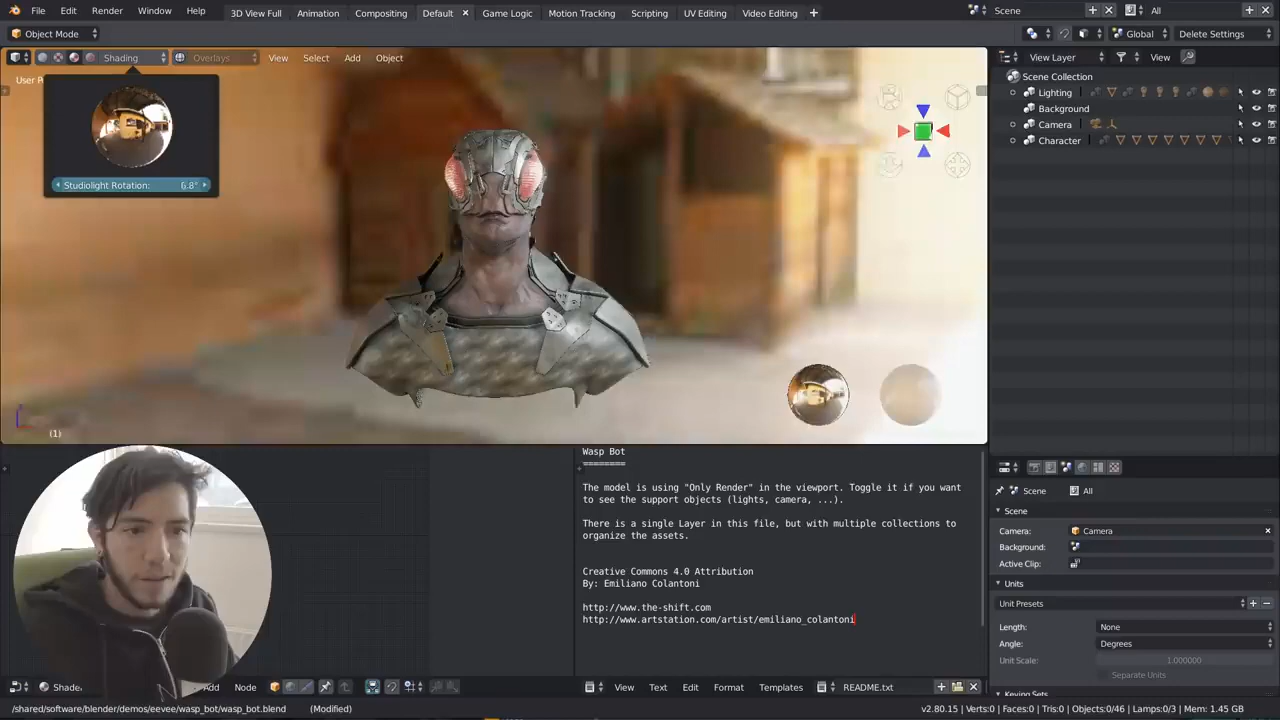 File Edit Render Window Help 3D View Full Animation Compositing Default Game Logic Motion Tracking Scripting UV Editing Video Editing Scene All
Object Mode Global Delete Settings
Shading Overlays View Select Add Object View Layer View
User P
Scene Collection
Lighting
Background
Camera
Character
Studiolight Rotation: 6.8°
(1)
Wasp Bot
========
The model is using "Only Render" in the viewport. Toggle it if you want
to see the support objects (lights, camera, ...).
There is a single Layer in this file, but with multiple collections to
organize the assets.
Creative Commons 4.0 Attribution
By: Emiliano Colantoni
http://www.the-shift.com
http://www.artstation.com/artist/emiliano_colantoni
Scene All
Scene
Camera: Camera
Background:
Active Clip:
Units
Unit Presets
Length: None
Angle: Degrees
Unit Scale: 1.000000
Separate Units
Keying Sets
Shade Add Node View Text Edit Format Templates README.txt
/shared/software/blender/demos/eevee/wasp_bot/wasp_bot.blend (Modified) v2.80.15 | Verts:0 | Faces:0 | Tris:0 | Objects:0/46 | Lamps:0/3 | Mem: 1.45 GB